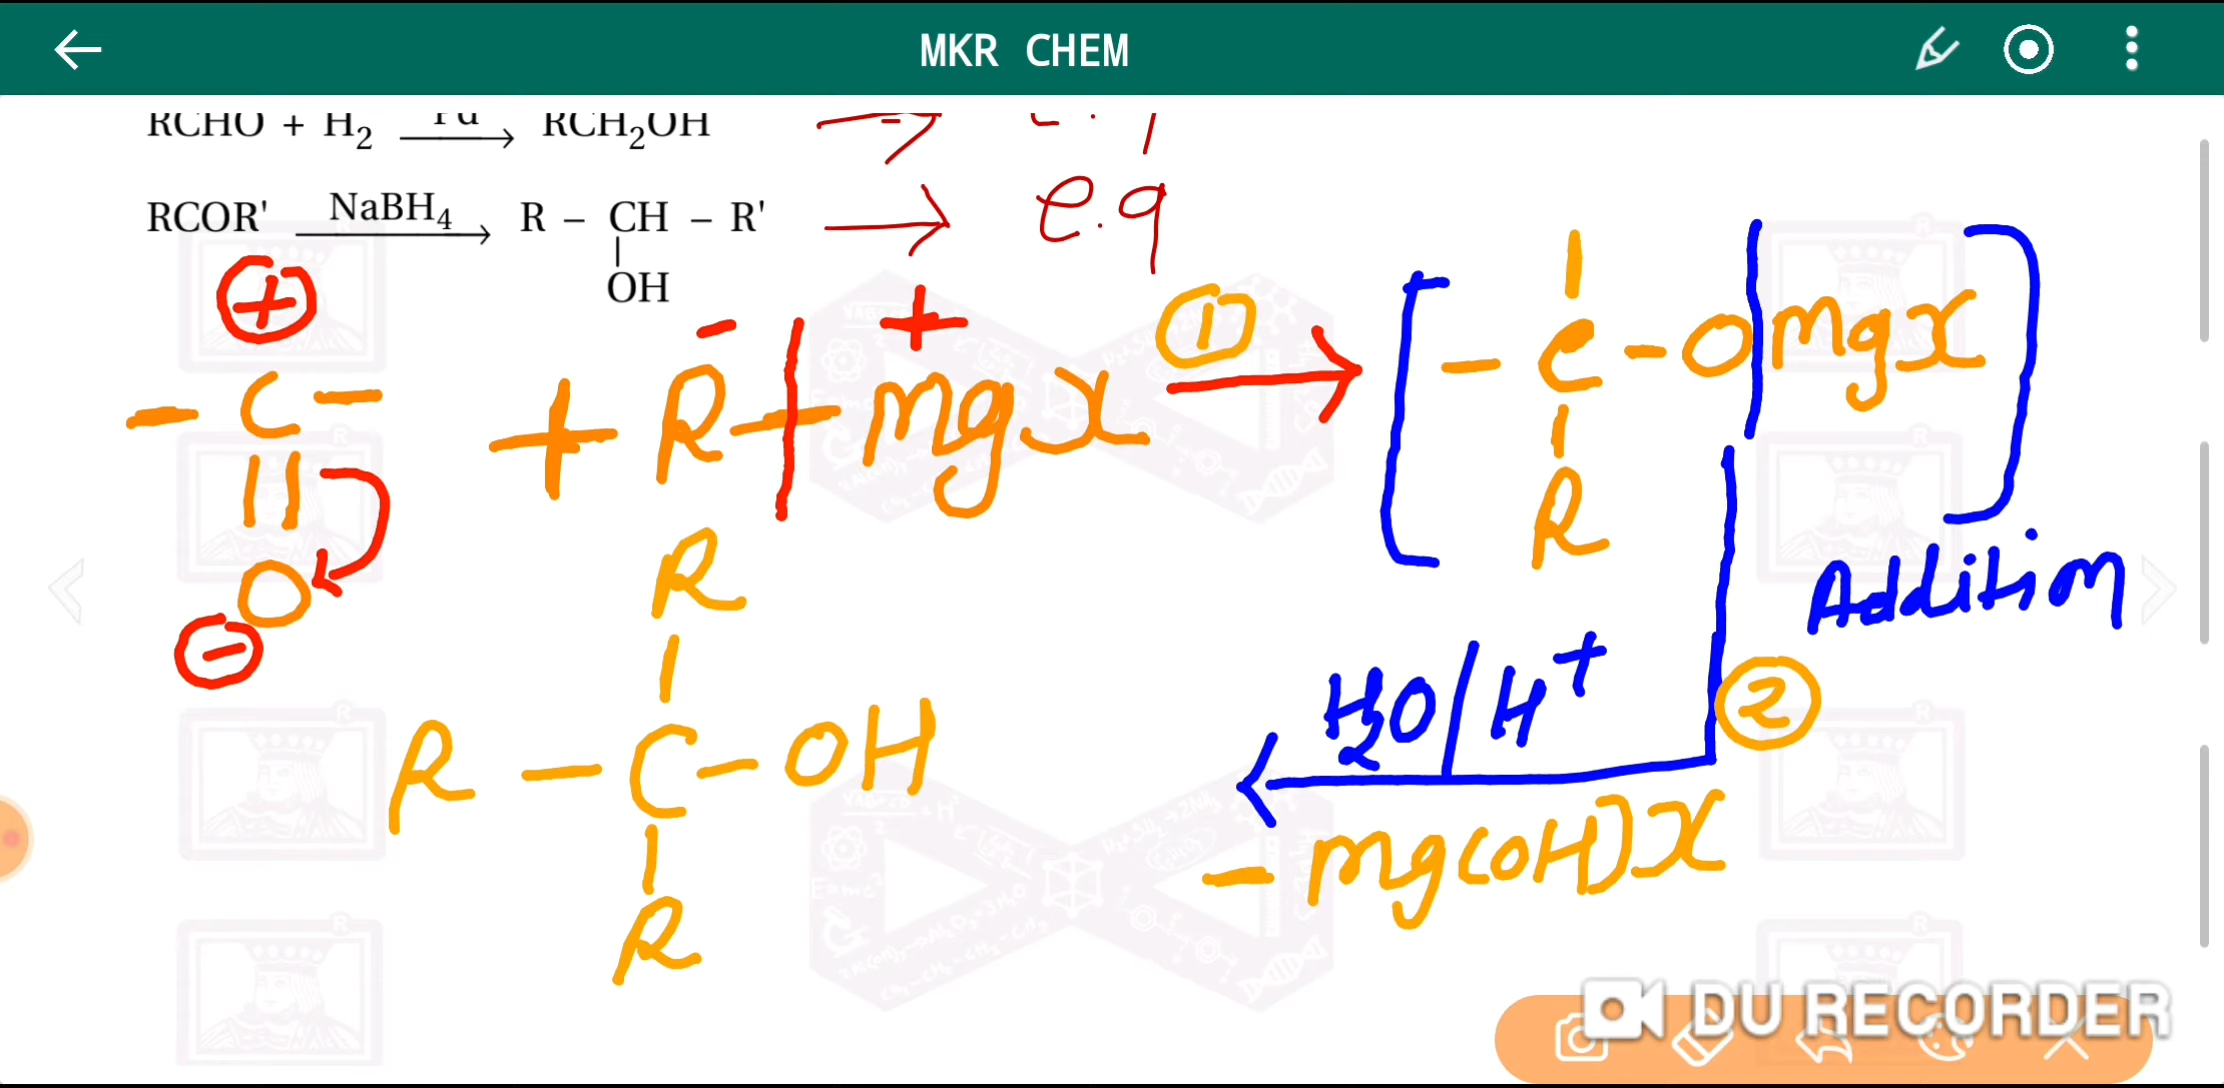 MKR CHEM
RCHO + H2 Pd → RCH2OH → e.q
RCOR' NaBH4 → R – CH – R' → e.q
|
OH
⊕
- C - + R - | + MgX ① → [ - C - O | MgX ]
||
O
⊖
R
Addition
R
|
H2O/H+ ②
R - C - OH
|
- Mg(OH)X
R
DU RECORDER